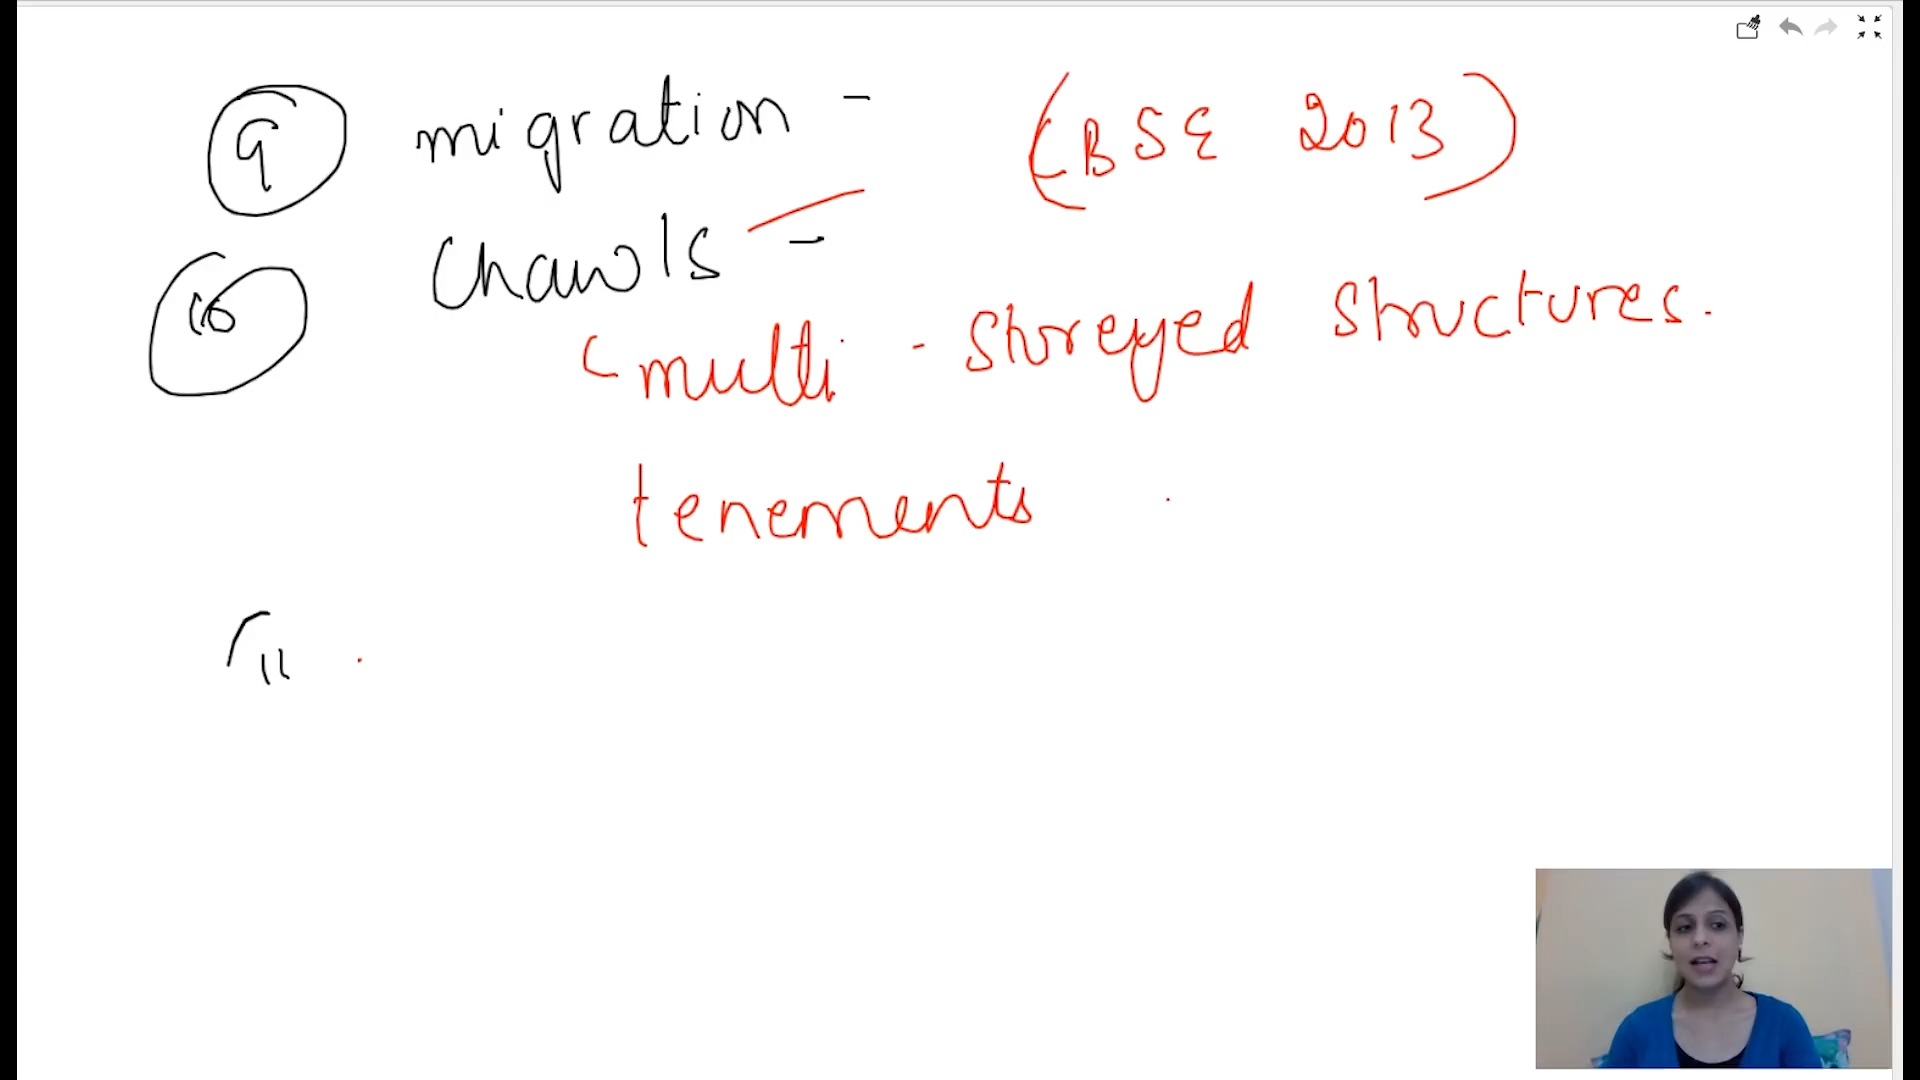 9 migration - (CBSE 2013)
10 Chawls -
multi - storeyed structures.
tenements
11